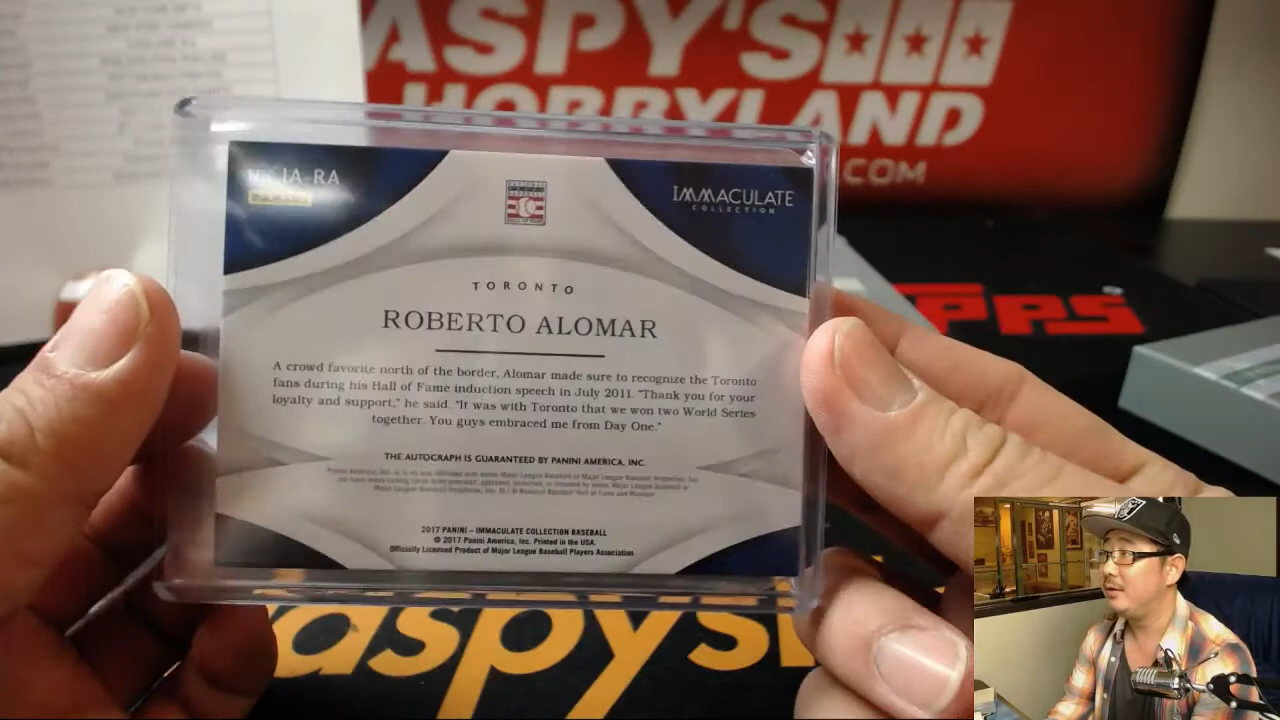 ASPY'S
HOBBYLAND
.COM
JA-RA
IMMACULATE
COLLECTION
TORONTO
ROBERTO ALOMAR
A crowd favorite north of the border, Alomar made sure to recognize the Toronto
fans during his Hall of Fame induction speech in July 2011. "Thank you for your
loyalty and support," he said. "It was with Toronto that we won two World Series
together. You guys embraced me from Day One."
THE AUTOGRAPH IS GUARANTEED BY PANINI AMERICA, INC.
2017 PANINI – IMMACULATE COLLECTION BASEBALL
© 2017 Panini America, Inc. Printed in the USA.
Officially Licensed Product of Major League Baseball Players Association
TOPPS
aspys